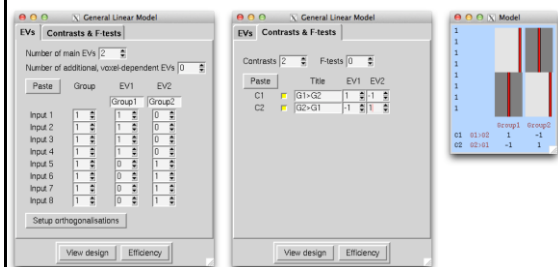 General Linear Model
EVs Contrasts & F-tests
Number of main EVs 2
Number of additional, voxel-dependent EVs 0
Paste Group EV1 EV2
Group1 Group2
Input 1 1 1 0
Input 2 1 1 0
Input 3 1 1 0
Input 4 1 1 0
Input 5 1 0 1
Input 6 1 0 1
Input 7 1 0 1
Input 8 1 0 1
Setup orthogonalisations
View design Efficiency
General Linear Model
EVs Contrasts & F-tests
Contrasts 2 F-tests 0
Paste Title EV1 EV2
C1 G1>G2 1 -1
C2 G2>G1 -1 1
View design Efficiency
Model
1
1
1
1
1
1
1
1
Group1 Group2
C1 G1>G2 1 -1
C2 G2>G1 -1 1